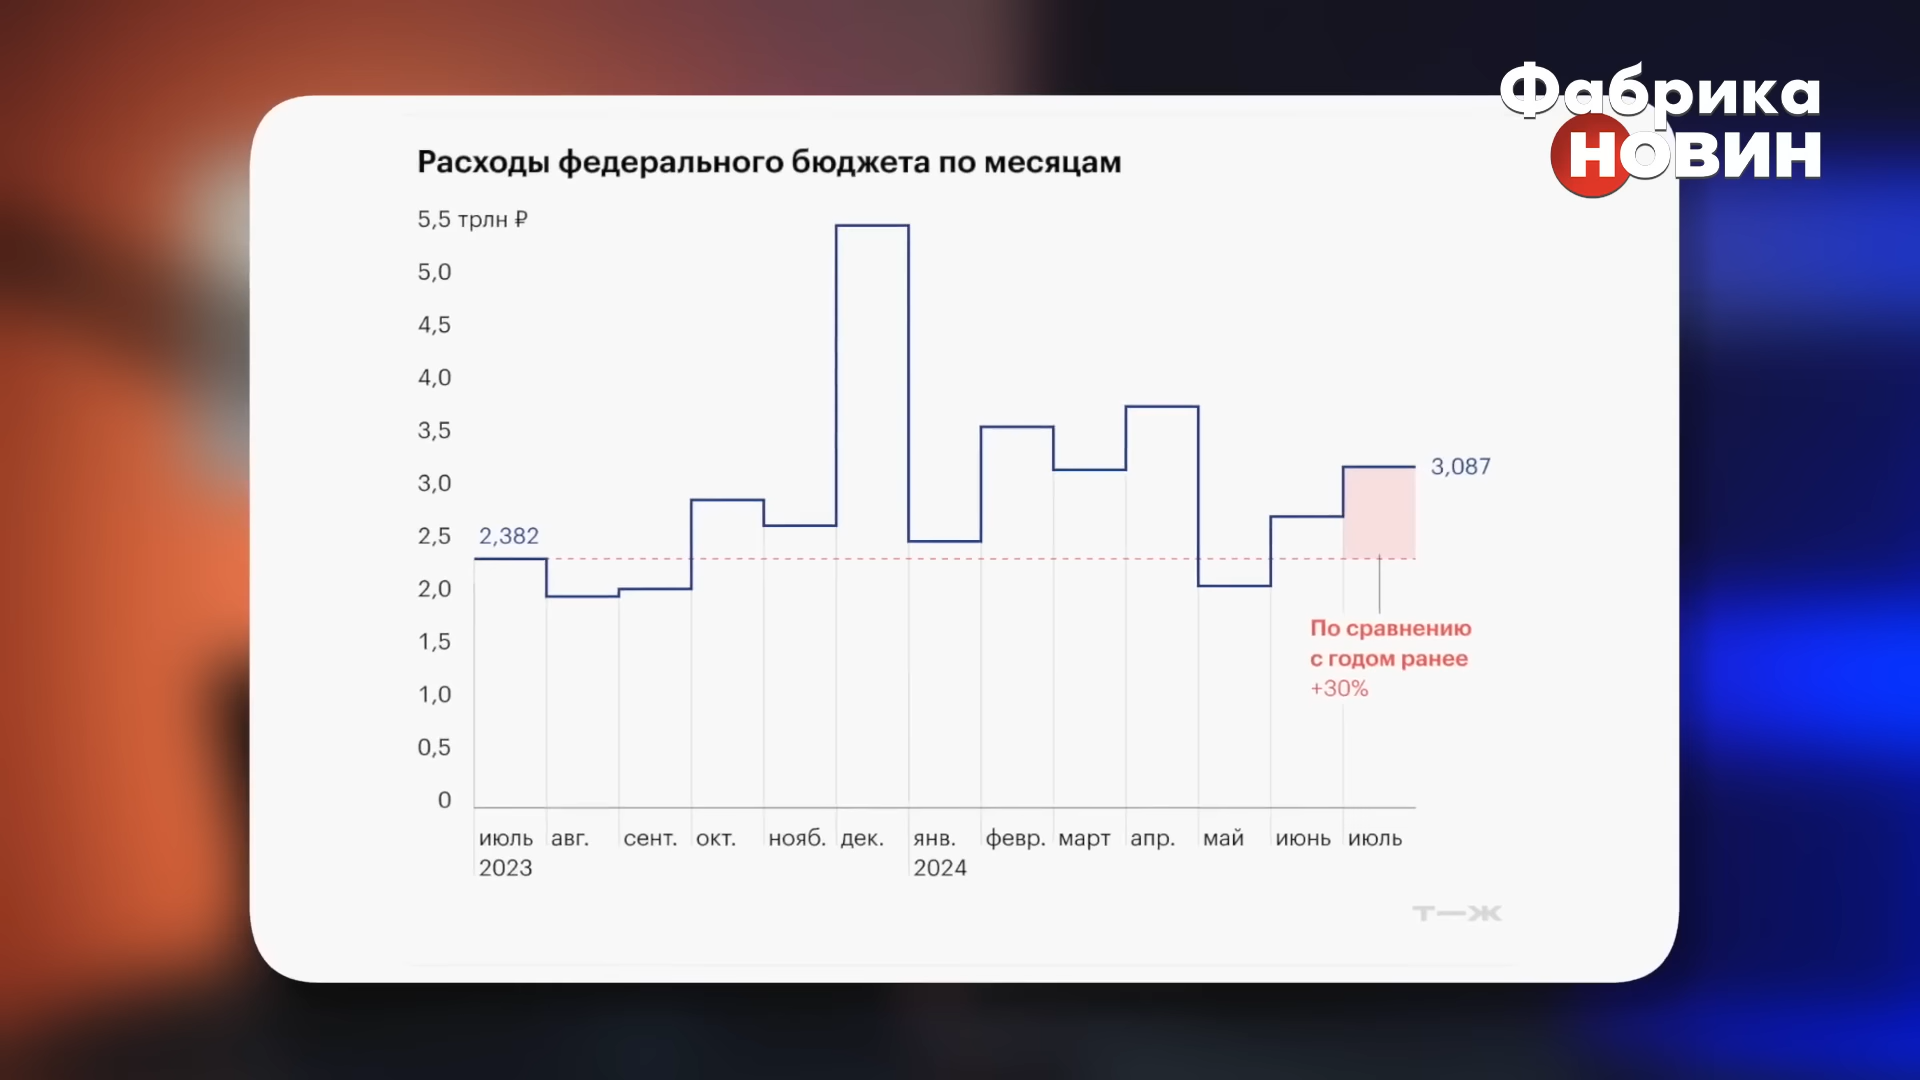 Фабрика
новин
Расходы федерального бюджета по месяцам
5,5 трлн ₽
5,0
4,5
4,0
3,5
3,0
2,5
2,0
1,5
1,0
0,5
0
2,382
3,087
По сравнению
с годом ранее
+30%
июль авг. сент. окт. нояб. дек. янв. февр. март апр. май июнь июль
2023 2024
Т—Ж